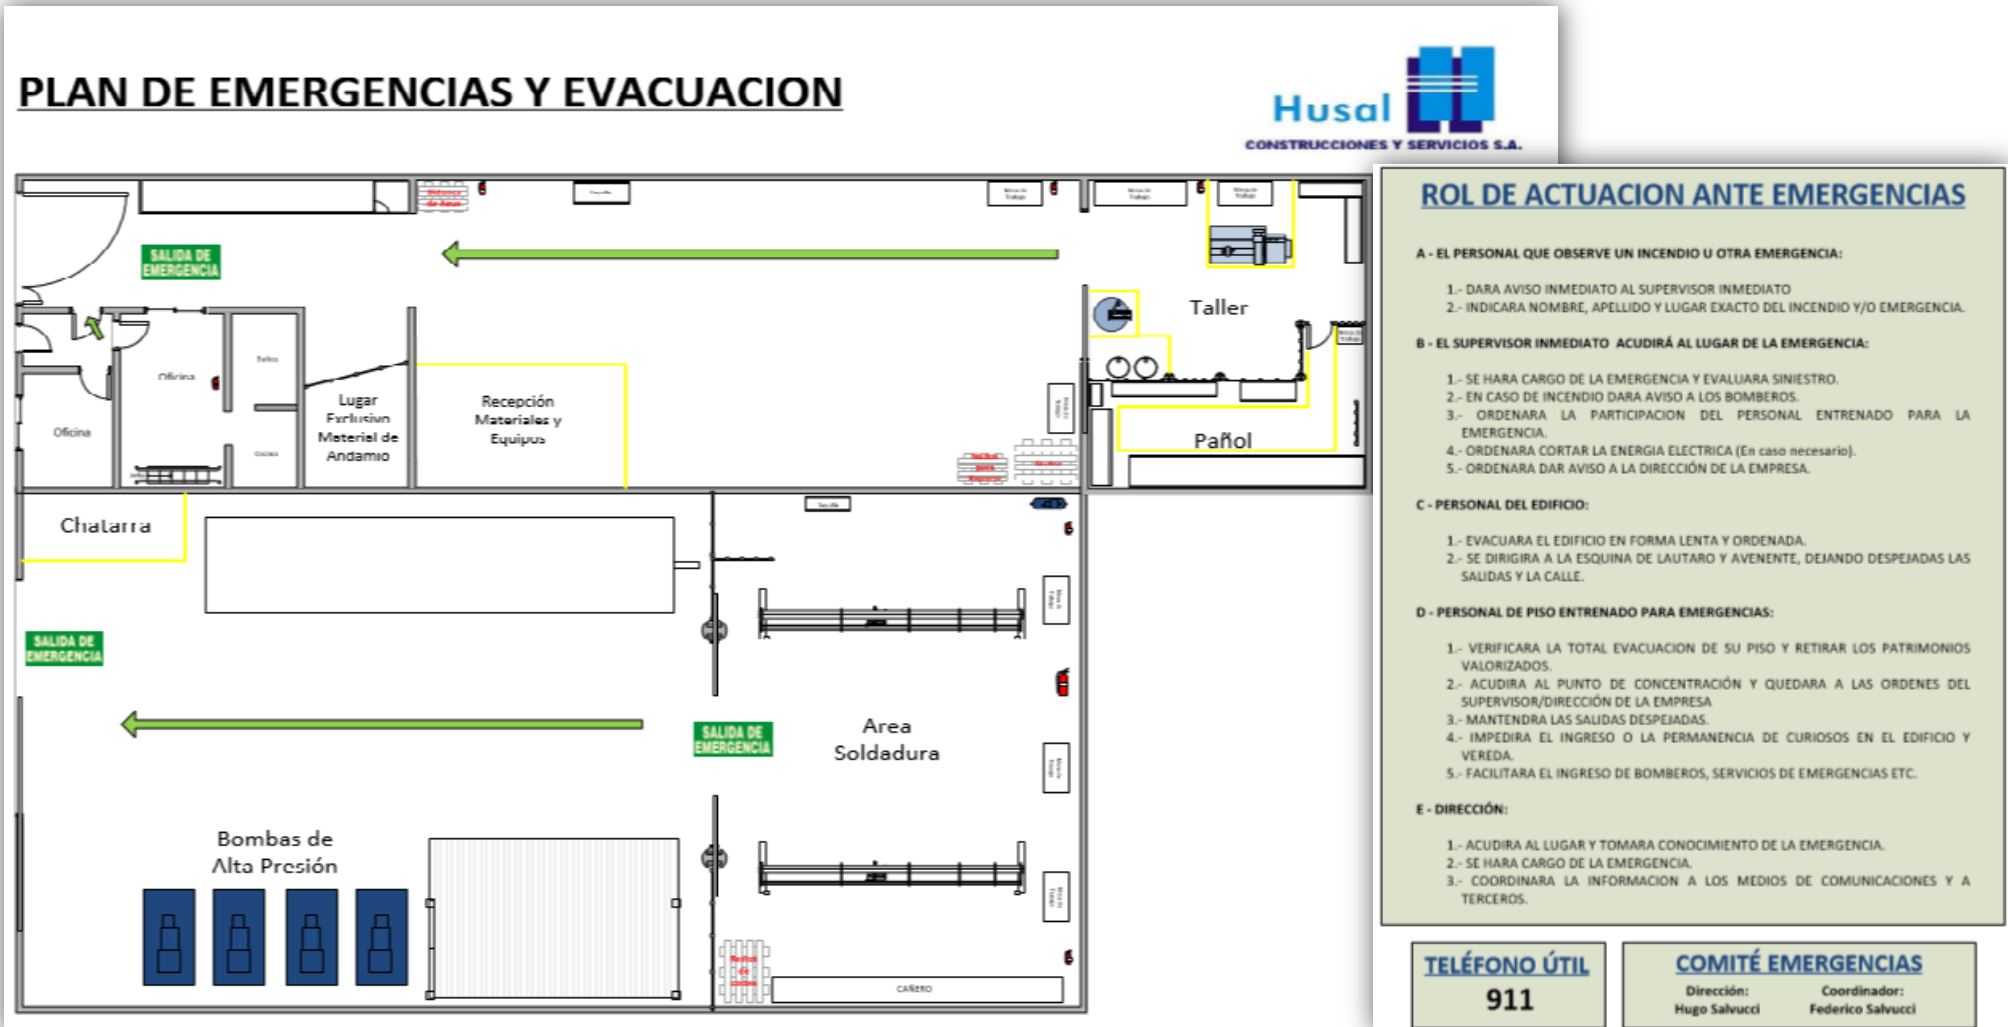 PLAN DE EMERGENCIAS Y EVACUACION
Husal
CONSTRUCCIONES Y SERVICIOS S.A.
SALIDA DE
EMERGENCIA
Taller
Oficina
Oficina
Lugar
Exclusivo
Material de
Andamio
Recepción
Materiales y
Equipos
Pañol
Chatarra
SALIDA DE
EMERGENCIA
SALIDA DE
EMERGENCIA
Area
Soldadura
Bombas de
Alta Presión
CAÑERO
ROL DE ACTUACION ANTE EMERGENCIAS
A - EL PERSONAL QUE OBSERVE UN INCENDIO U OTRA EMERGENCIA:
1.- DARA AVISO INMEDIATO AL SUPERVISOR INMEDIATO
2.- INDICARA NOMBRE, APELLIDO Y LUGAR EXACTO DEL INCENDIO Y/O EMERGENCIA.
B - EL SUPERVISOR INMEDIATO ACUDIRÁ AL LUGAR DE LA EMERGENCIA:
1.- SE HARA CARGO DE LA EMERGENCIA Y EVALUARA SINIESTRO.
2.- EN CASO DE INCENDIO DARA AVISO A LOS BOMBEROS.
3.- ORDENARA LA PARTICIPACION DEL PERSONAL ENTRENADO PARA LA
EMERGENCIA.
4.- ORDENARA CORTAR LA ENERGIA ELECTRICA (En caso necesario).
5.- ORDENARA DAR AVISO A LA DIRECCIÓN DE LA EMPRESA.
C - PERSONAL DEL EDIFICIO:
1.- EVACUARA EL EDIFICIO EN FORMA LENTA Y ORDENADA.
2.- SE DIRIGIRA A LA ESQUINA DE LAUTARO Y AVENENTE, DEJANDO DESPEJADAS LAS
SALIDAS Y LA CALLE.
D - PERSONAL DE PISO ENTRENADO PARA EMERGENCIAS:
1.- VERIFICARA LA TOTAL EVACUACION DE SU PISO Y RETIRAR LOS PATRIMONIOS
VALORIZADOS.
2.- ACUDIRA AL PUNTO DE CONCENTRACIÓN Y QUEDARA A LAS ORDENES DEL
SUPERVISOR/DIRECCIÓN DE LA EMPRESA
3.- MANTENDRA LAS SALIDAS DESPEJADAS.
4.- IMPEDIRA EL INGRESO O LA PERMANENCIA DE CURIOSOS EN EL EDIFICIO Y
VEREDA.
5.- FACILITARA EL INGRESO DE BOMBEROS, SERVICIOS DE EMERGENCIAS ETC.
E - DIRECCIÓN:
1.- ACUDIRA AL LUGAR Y TOMARA CONOCIMIENTO DE LA EMERGENCIA.
2.- SE HARA CARGO DE LA EMERGENCIA.
3.- COORDINARA LA INFORMACION A LOS MEDIOS DE COMUNICACIONES Y A
TERCEROS.
TELÉFONO ÚTIL
911
COMITÉ EMERGENCIAS
Dirección:
Hugo Salvucci
Coordinador:
Federico Salvucci